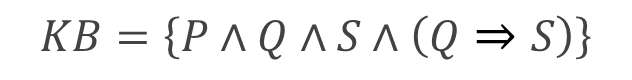 KB = {P ∧ Q ∧ S ∧ (Q ⇒ S)}